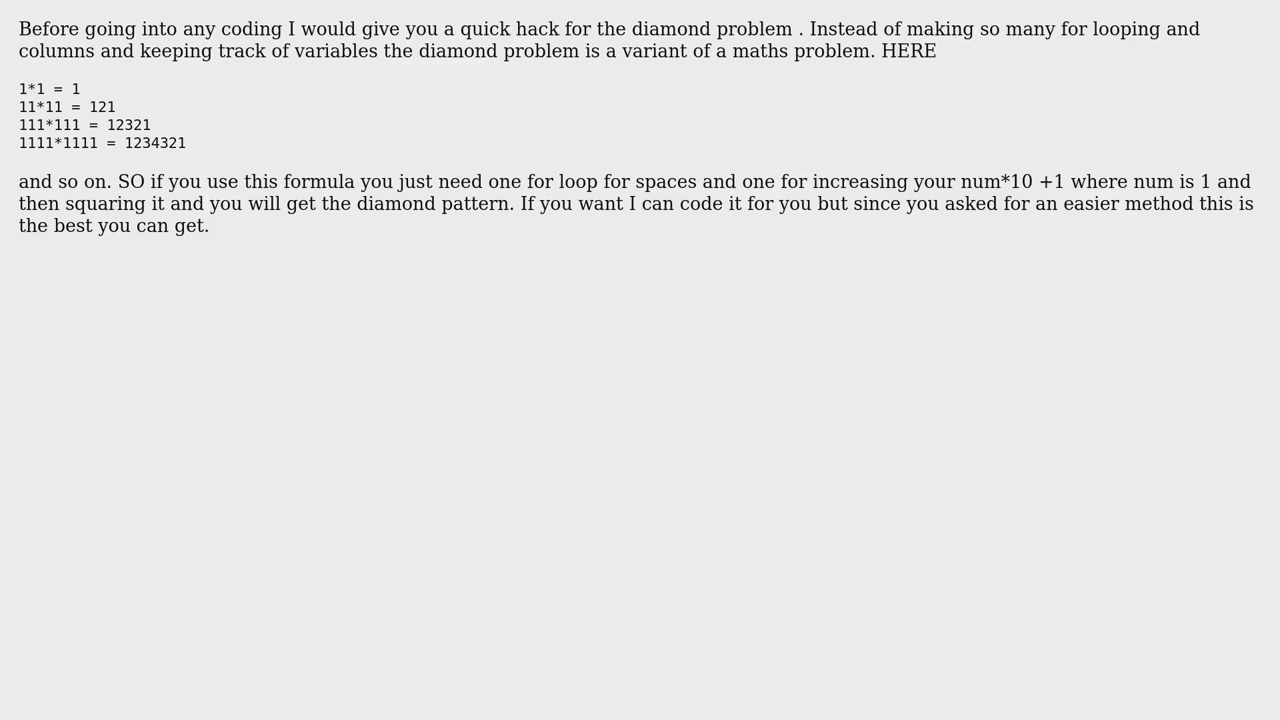 Before going into any coding I would give you a quick hack for the diamond problem . Instead of making so many for looping and
columns and keeping track of variables the diamond problem is a variant of a maths problem. HERE
1*1 = 1
11*11 = 121
111*111 = 12321
1111*1111 = 1234321
and so on. SO if you use this formula you just need one for loop for spaces and one for increasing your num*10 +1 where num is 1 and
then squaring it and you will get the diamond pattern. If you want I can code it for you but since you asked for an easier method this is
the best you can get.